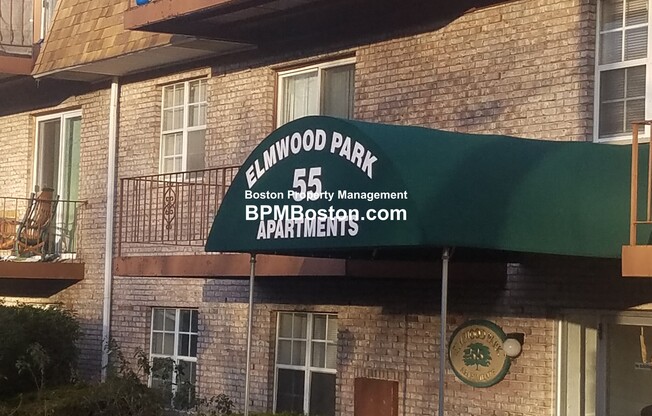 ELMWOOD PARK
55
Boston Property Management
BPMBoston.com
APARTMENTS